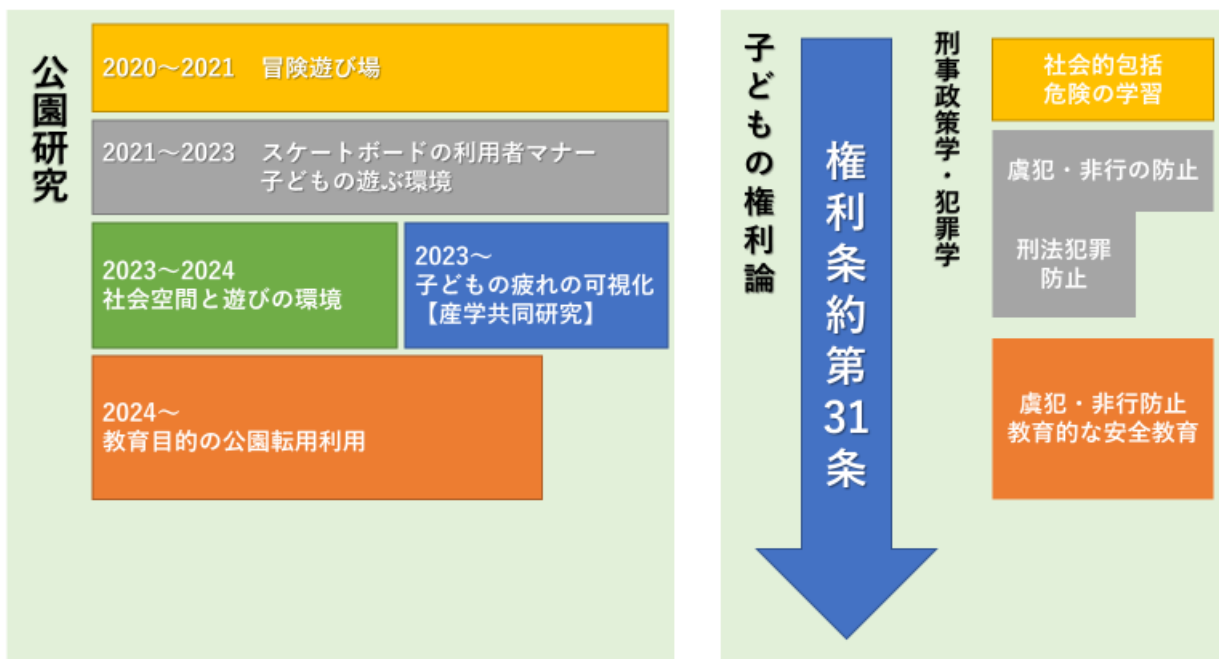 公園研究
2020～2021　冒険遊び場
2021～2023　スケートボードの利用者マナー
子どもの遊ぶ環境
2023～2024
社会空間と遊びの環境
2023～
子どもの疲れの可視化
【産学共同研究】
2024～
教育目的の公園転用利用
子どもの権利論
権利条約第31条
刑事政策学・犯罪学
社会的包括
危険の学習
虞犯・非行の防止
刑法犯罪
防止
虞犯・非行防止
教育的な安全教育